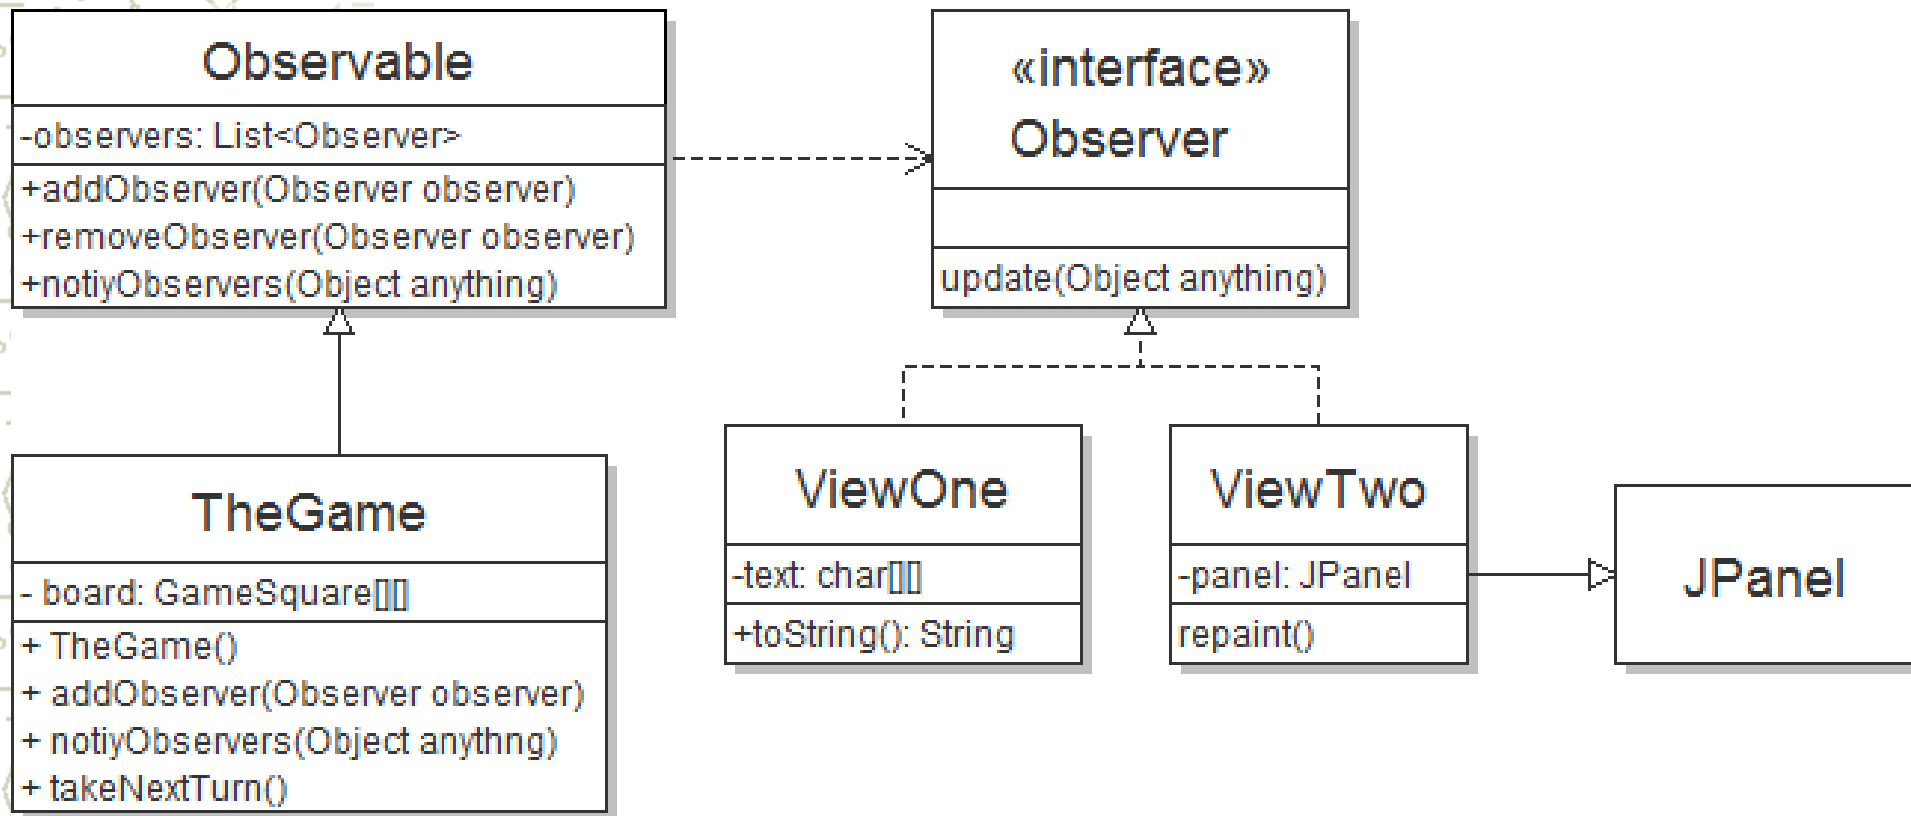 Observable
-observers: List<Observer>
+addObserver(Observer observer)
+removeObserver(Observer observer)
+notiyObservers(Object anything)
«interface»
Observer
update(Object anything)
TheGame
- board: GameSquare[][]
+ TheGame()
+ addObserver(Observer observer)
+ notiyObservers(Object anythng)
+ takeNextTurn()
ViewOne
-text: char[][]
+toString(): String
ViewTwo
-panel: JPanel
repaint()
JPanel